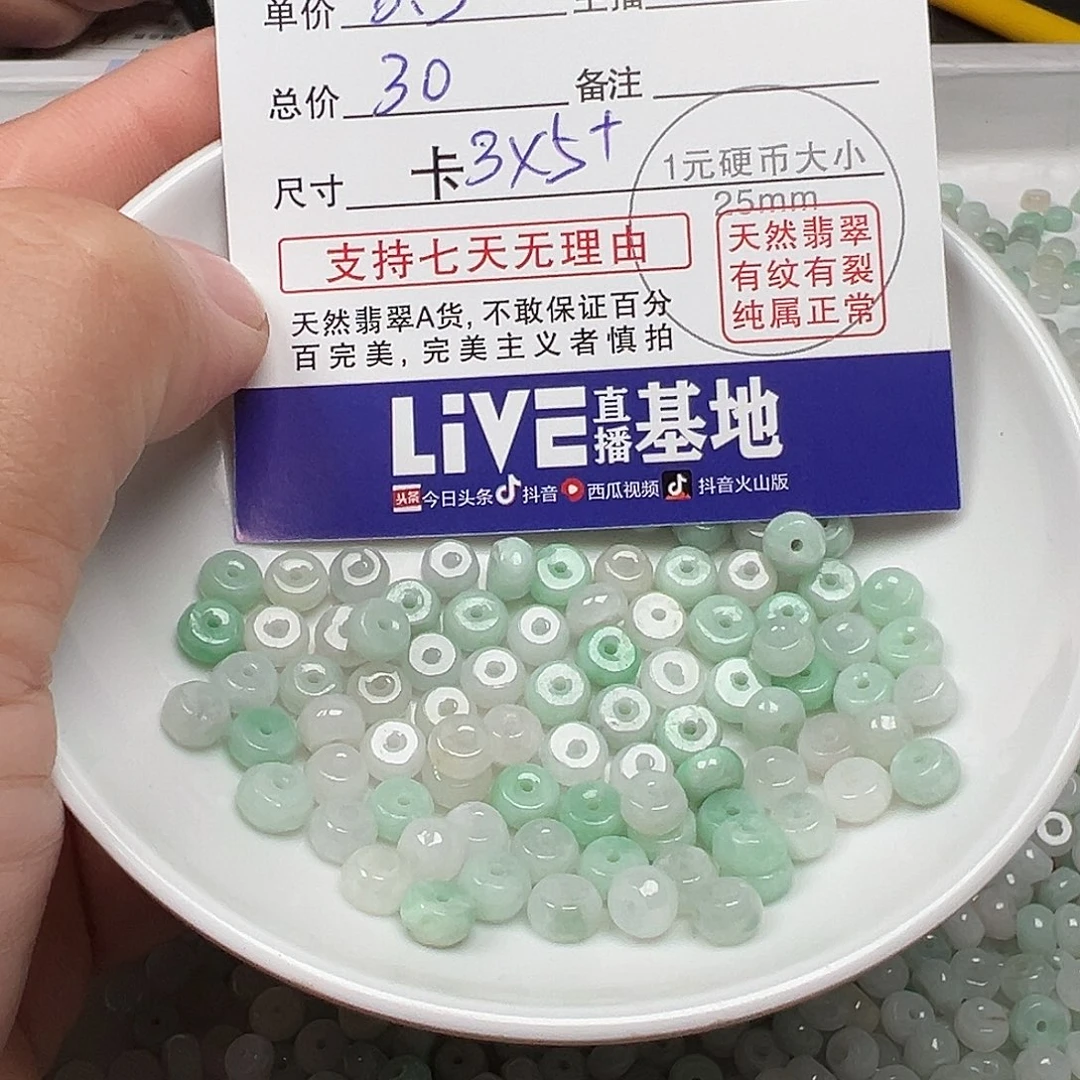 单价
总价 30 备注
尺寸 卡3×5+
1元硬币大小
25mm
支持七天无理由
天然翡翠
有纹有裂
纯属正常
天然翡翠A货,不敢保证百分
百完美,完美主义者慎拍
LiVE直播基地
头条 今日头条 抖音 西瓜视频 抖音火山版